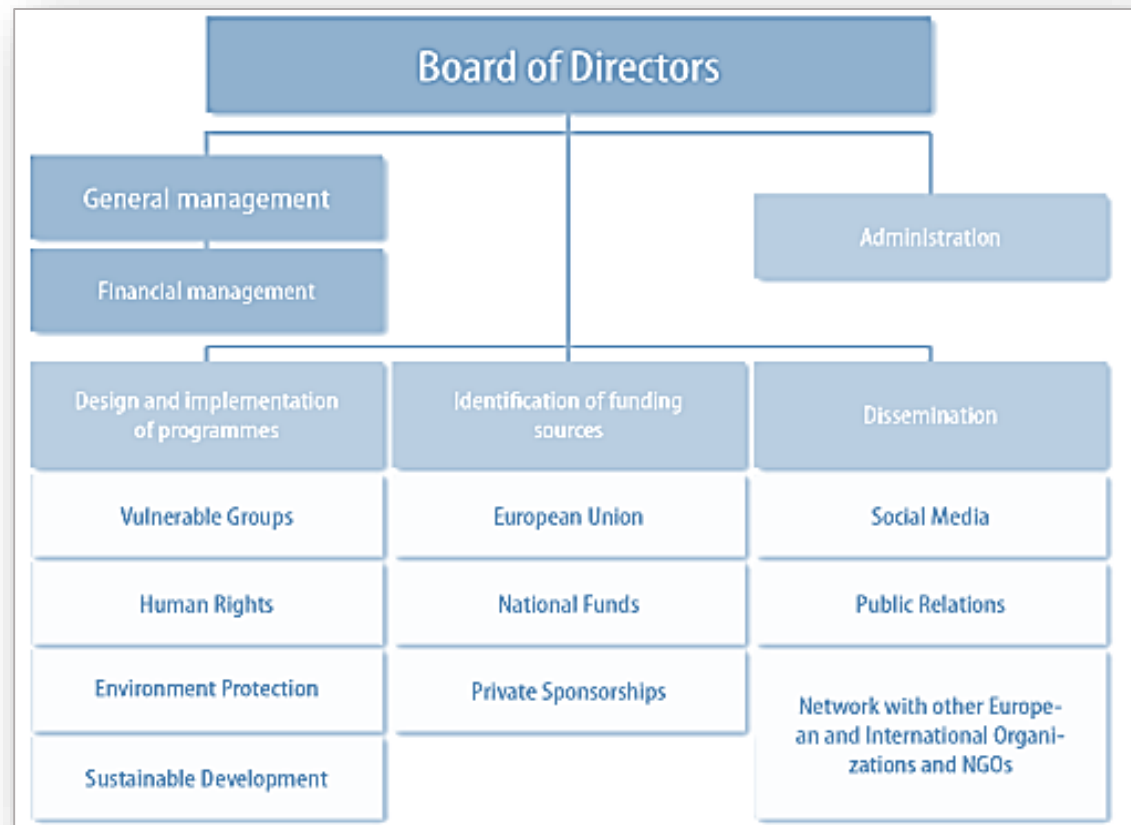 Board of Directors
General management
Administration
Financial management
Design and implementation
of programmes
Identification of funding
sources
Dissemination
Vulnerable Groups
European Union
Social Media
Human Rights
National Funds
Public Relations
Environment Protection
Private Sponsorships
Network with other Europe-
an and International Organi-
zations and NGOs
Sustainable Development